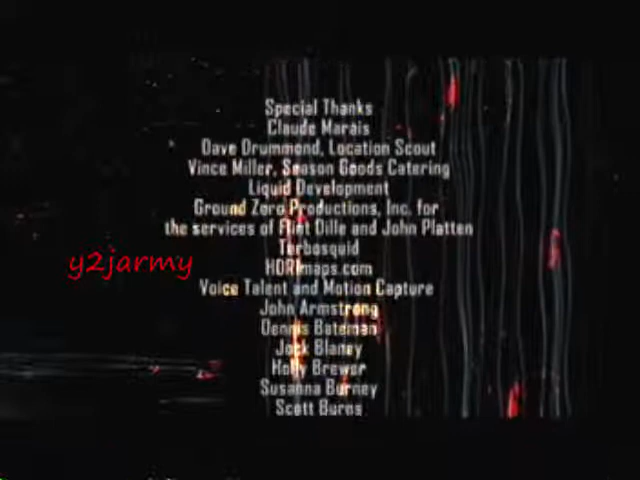 Special Thanks
Claude Marais
Dave Drummond, Location Scout
Vince Miller, Season Goods Catering
Liquid Development
Ground Zero Productions, Inc. for
the services of Flint Dille and John Platten
Turbosquid
HDRImaps.com
y2jarmy
Voice Talent and Motion Capture
John Armstrong
Dennis Bateman
Jock Blaney
Holly Brewer
Susanna Burney
Scott Burns